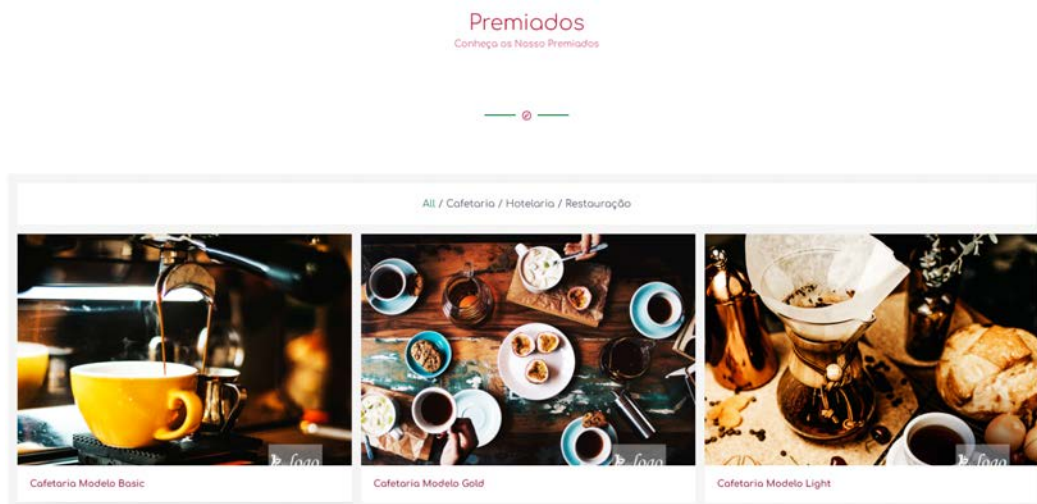 Premiados
Conheça os Nosso Premiados
All / Cafetaria / Hotelaria / Restauração
logo
logo
logo
Cafetaria Modelo Basic
Cafetaria Modelo Gold
Cafetaria Modelo Light